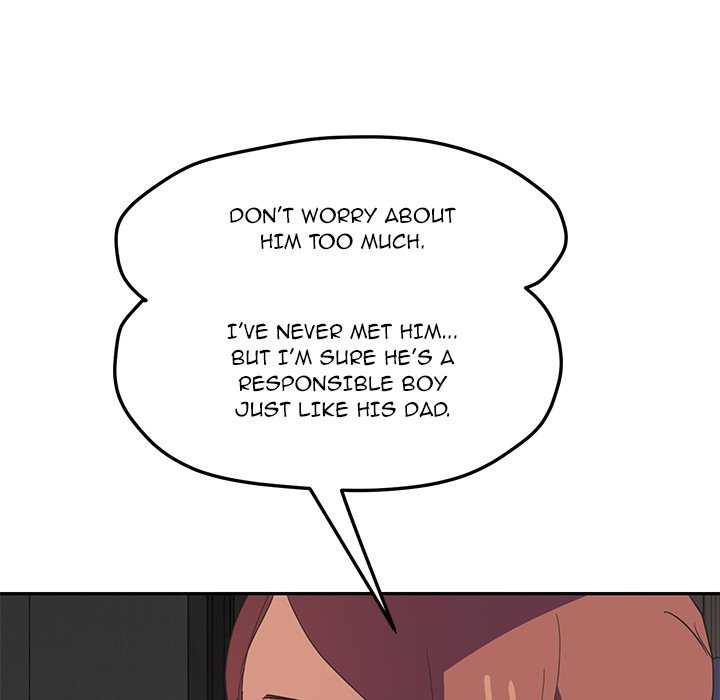 DON'T WORRY ABOUT
HIM TOO MUCH.
I'VE NEVER MET HIM...
BUT I'M SURE HE'S A
RESPONSIBLE BOY
JUST LIKE HIS DAD.